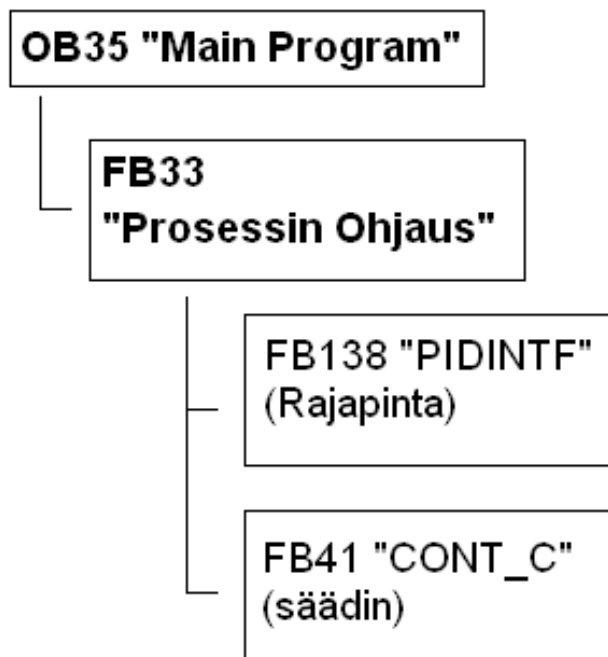 OB35 "Main Program"
FB33
"Prosessin Ohjaus"
FB138 "PIDINTF"
(Rajapinta)
FB41 "CONT_C"
(säädin)